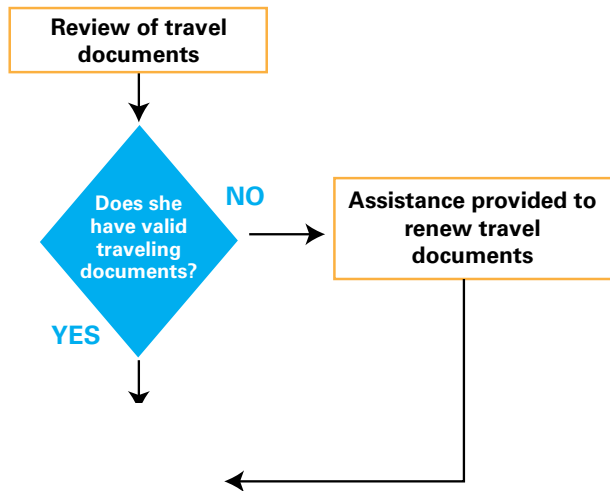 Review of travel
documents
Does she
have valid
traveling
documents?
NO
Assistance provided to
renew travel
documents
YES